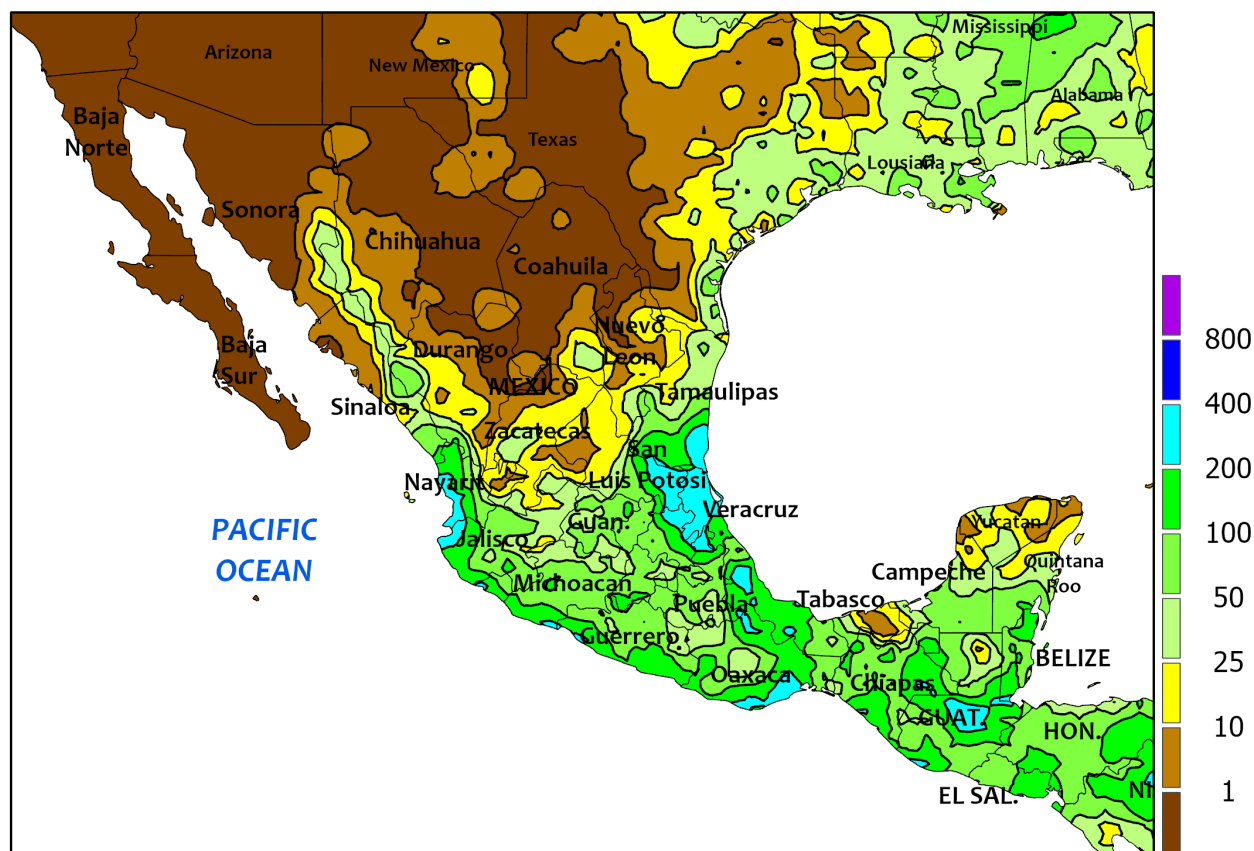 Mississippi
Arizona
New Mexico
Alabama
Baja
Norte
Texas
Lousiana
Sonora
Chihuahua
Coahuila
Nuevo
Leon
Baja
Sur
Durango
MEXICO
Tamaulipas
Sinaloa
Zacatecas
San
Luis Potosi
Nayarit
Veracruz
Guan.
Yucatan
PACIFIC
OCEAN
Jalisco
Quintana
Roo
Campeche
Michoacan
Puebla
Tabasco
Guerrero
BELIZE
Oaxaca
Chiapas
GUAT.
HON.
EL SAL.
NI
800
400
200
100
50
25
10
1